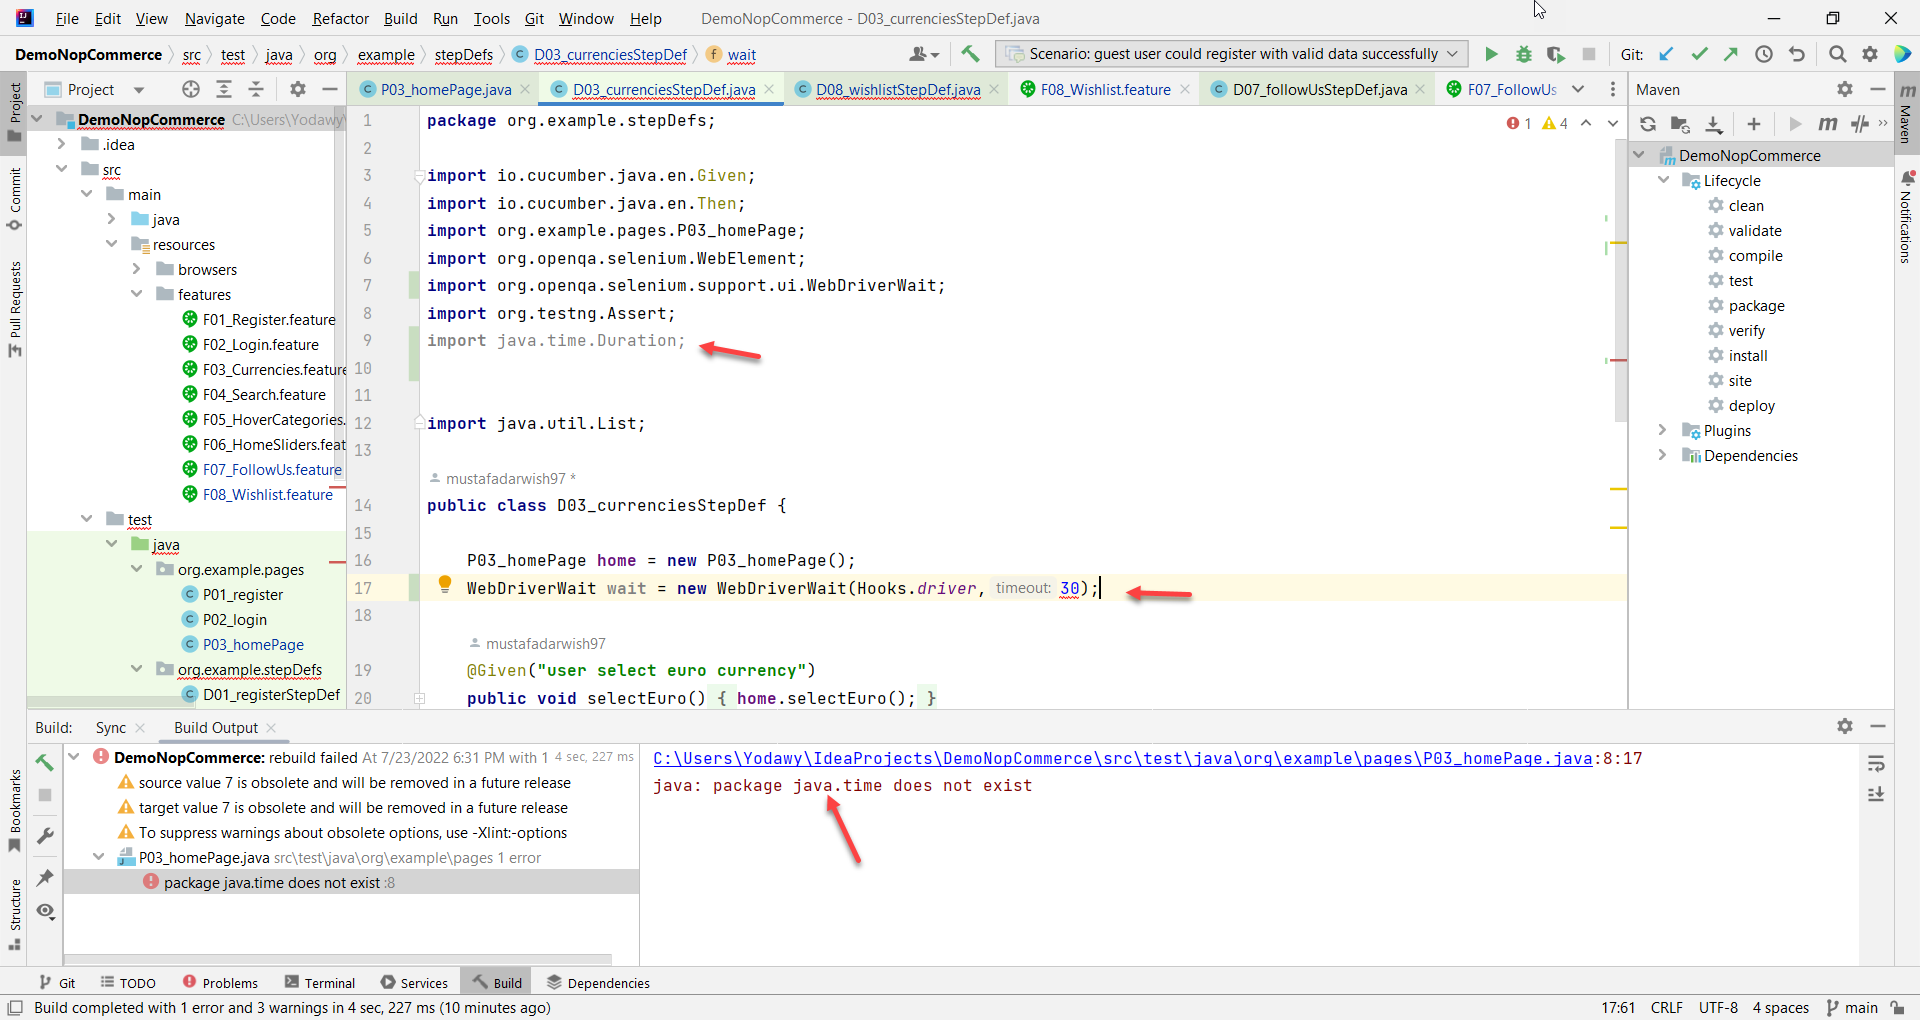 File Edit View Navigate Code Refactor Build Run Tools Git Window Help DemoNopCommerce - D03_currenciesStepDef.java
DemoNopCommerce src test java org example stepDefs D03_currenciesStepDef wait
Scenario: guest user could register with valid data successfully Git:
Project
Commit
Pull Requests
Bookmarks
Structure
Project
P03_homePage.java D03_currenciesStepDef.java D08_wishlistStepDef.java F08_Wishlist.feature D07_followUsStepDef.java F07_FollowUs
DemoNopCommerce C:\Users\Yodawy\
.idea
src
main
java
resources
browsers
features
F01_Register.feature
F02_Login.feature
F03_Currencies.feature
F04_Search.feature
F05_HoverCategories.
F06_HomeSliders.feat
F07_FollowUs.feature
F08_Wishlist.feature
test
java
org.example.pages
P01_register
P02_login
P03_homePage
org.example.stepDefs
D01_registerStepDef
1 package org.example.stepDefs;
1 4
2
3 import io.cucumber.java.en.Given;
4 import io.cucumber.java.en.Then;
5 import org.example.pages.P03_homePage;
6 import org.openqa.selenium.WebElement;
7 import org.openqa.selenium.support.ui.WebDriverWait;
8 import org.testng.Assert;
9 import java.time.Duration;
10
11
12 import java.util.List;
13
mustafadarwish97 *
14 public class D03_currenciesStepDef {
15
16 P03_homePage home = new P03_homePage();
17 WebDriverWait wait = new WebDriverWait(Hooks.driver, timeout: 30);
18
mustafadarwish97
19 @Given("user select euro currency")
20 public void selectEuro() { home.selectEuro(); }
Maven
DemoNopCommerce
Lifecycle
clean
validate
compile
test
package
verify
install
site
deploy
Plugins
Dependencies
Maven
Notifications
Build: Sync Build Output
DemoNopCommerce: rebuild failed At 7/23/2022 6:31 PM with 1 4 sec, 227 ms
source value 7 is obsolete and will be removed in a future release
target value 7 is obsolete and will be removed in a future release
To suppress warnings about obsolete options, use -Xlint:-options
P03_homePage.java src\test\java\org\example\pages 1 error
package java.time does not exist :8
C:\Users\Yodawy\IdeaProjects\DemoNopCommerce\src\test\java\org\example\pages\P03_homePage.java:8:17
java: package java.time does not exist
Git TODO Problems Terminal Services Build Dependencies
Build completed with 1 error and 3 warnings in 4 sec, 227 ms (10 minutes ago) 17:61 CRLF UTF-8 4 spaces main